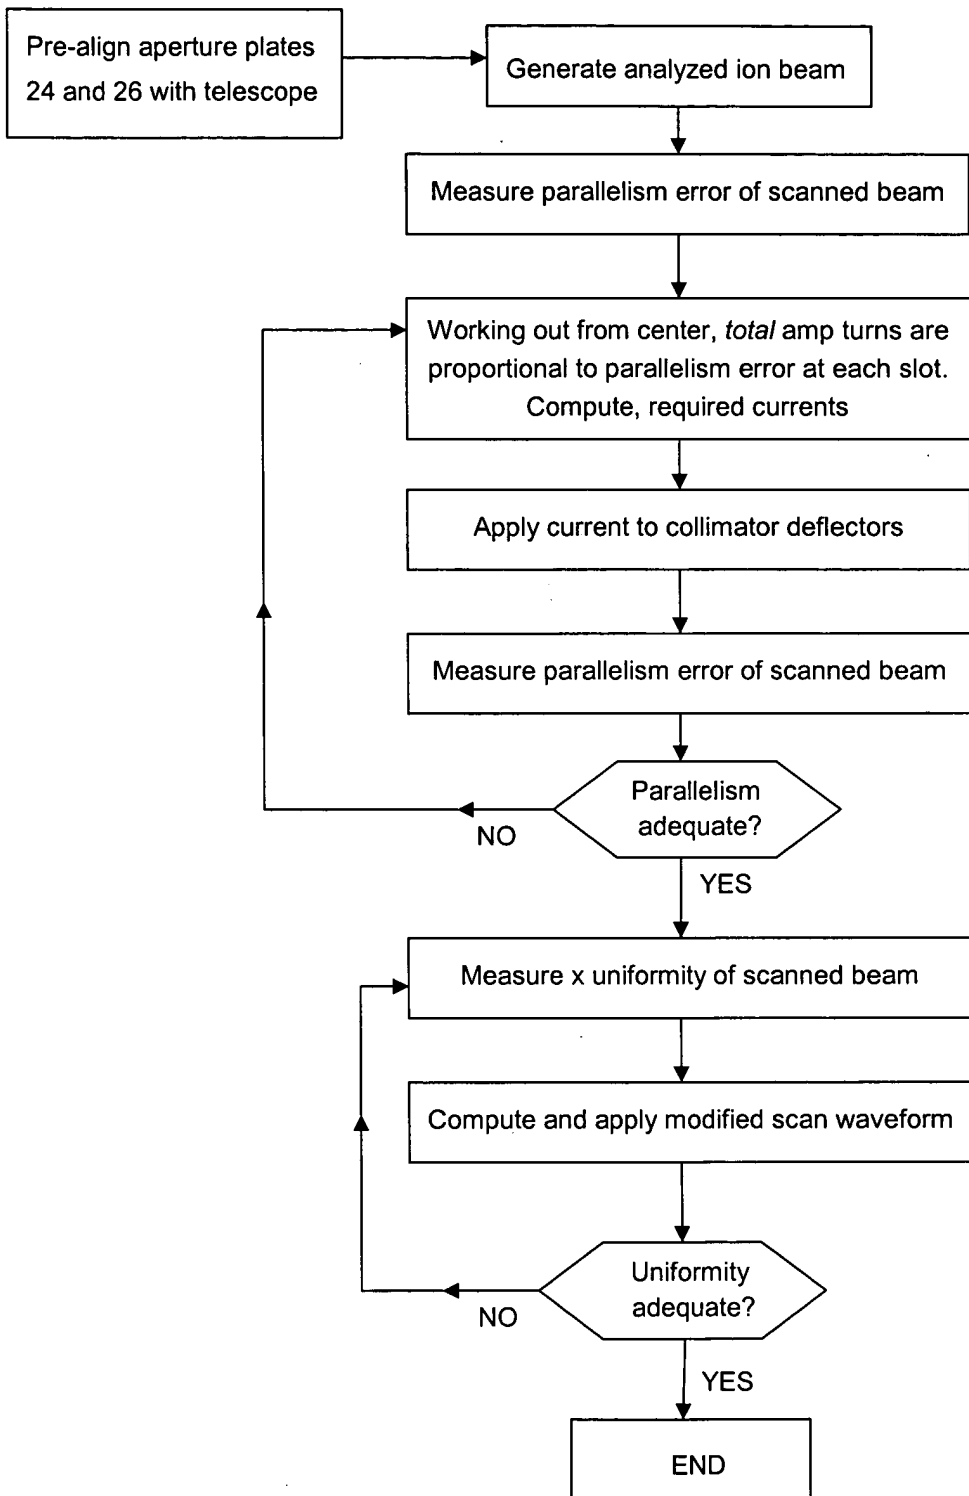 Pre-align aperture plates
24 and 26 with telescope
Generate analyzed ion beam
Measure parallelism error of scanned beam
Working out from center, total amp turns are
proportional to parallelism error at each slot.
Compute, required currents
Apply current to collimator deflectors
Measure parallelism error of scanned beam
Parallelism
adequate?
NO
YES
Measure x uniformity of scanned beam
Compute and apply modified scan waveform
Uniformity
adequate?
NO
YES
END